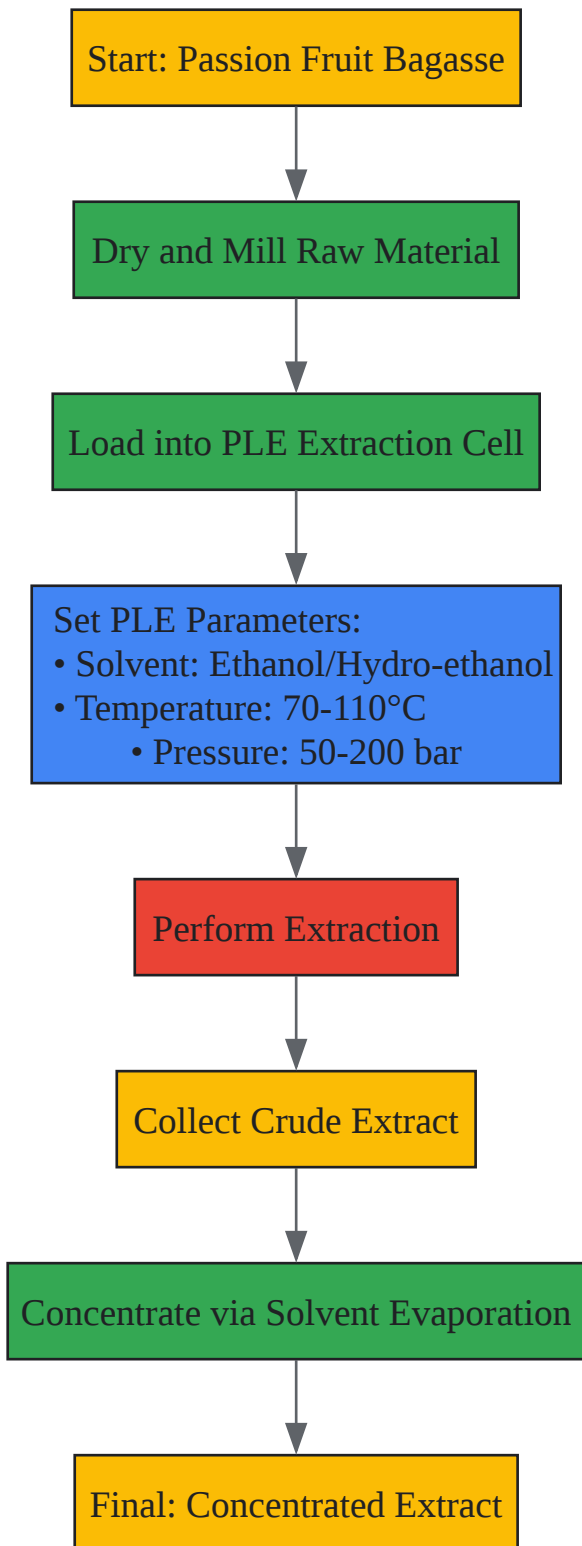 Start: Passion Fruit Bagasse
Dry and Mill Raw Material
Load into PLE Extraction Cell
Set PLE Parameters:
• Solvent: Ethanol/Hydro-ethanol
• Temperature: 70-110°C
• Pressure: 50-200 bar
Perform Extraction
Collect Crude Extract
Concentrate via Solvent Evaporation
Final: Concentrated Extract